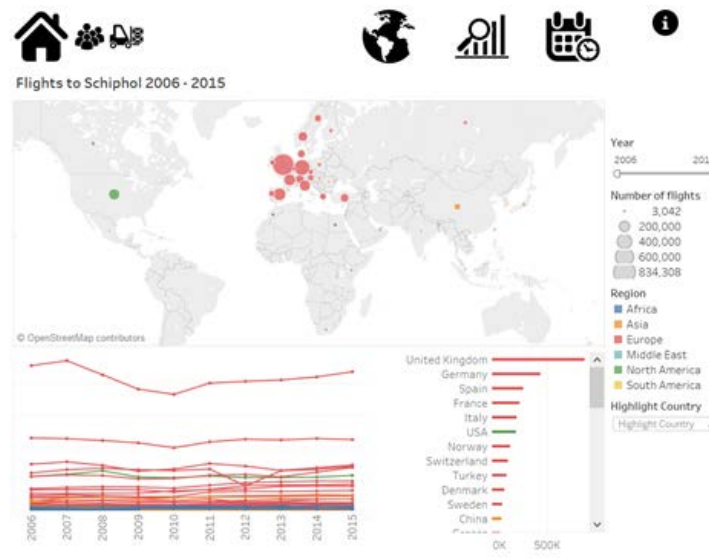 Flights to Schiphol 2006 - 2015
Year
2006
Number of flights
3,042
200,000
400,000
600,000
834,308
Region
Africa
Asia
Europe
Middle East
North America
South America
Highlight Country
Highlight Country
© OpenStreetMap contributors
United Kingdom
Germany
Spain
France
Italy
USA
Norway
Switzerland
Turkey
Denmark
Sweden
China
0K 500K
2006 2007 2008 2009 2010 2011 2012 2013 2014 2015